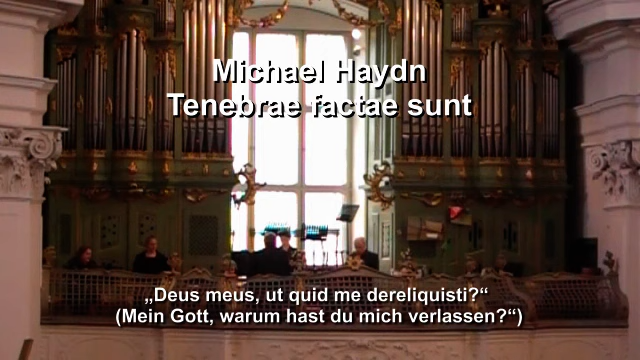 Michael Haydn
Tenebrae factae sunt
„Deus meus, ut quid me dereliquisti?“
(Mein Gott, warum hast du mich verlassen?“)